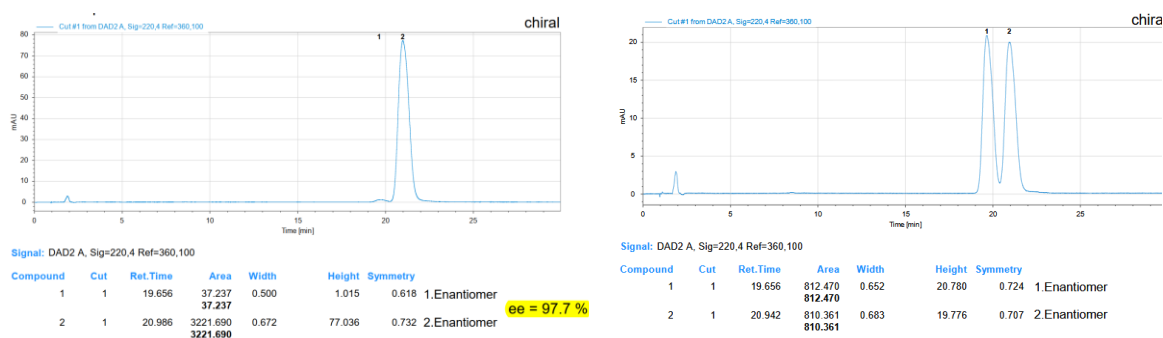 chiral
Cut #1 from DAD2 A, Sig=220,4 Ref=360,100
80
70
60
50
40
30
20
10
0
mAU
1 2
0 5 10 15 20 25
Time [min]
Signal: DAD2 A, Sig=220,4 Ref=360,100
Compound Cut Ret.Time Area Width Height Symmetry
1 1 19.656 37.237 0.500 1.015 0.618 1.Enantiomer
37.237
ee = 97.7 %
2 1 20.986 3221.690 0.672 77.036 0.732 2.Enantiomer
3221.690
chira
Cut #1 from DAD2 A, Sig=220,4 Ref=360,100
20
15
10
5
0
mAU
1 2
0 5 10 15 20 25
Time [min]
Signal: DAD2 A, Sig=220,4 Ref=360,100
Compound Cut Ret.Time Area Width Height Symmetry
1 1 19.656 812.470 0.652 20.780 0.724 1.Enantiomer
812.470
2 1 20.942 810.361 0.683 19.776 0.707 2.Enantiomer
810.361